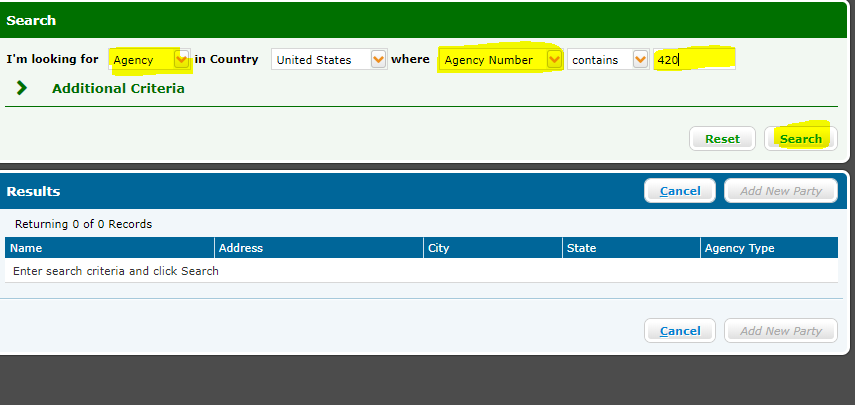 Search
I'm looking for Agency in Country United States where Agency Number contains 420
Additional Criteria
Reset Search
Results Cancel Add New Party
Returning 0 of 0 Records
Name Address City State Agency Type
Enter search criteria and click Search
Cancel Add New Party